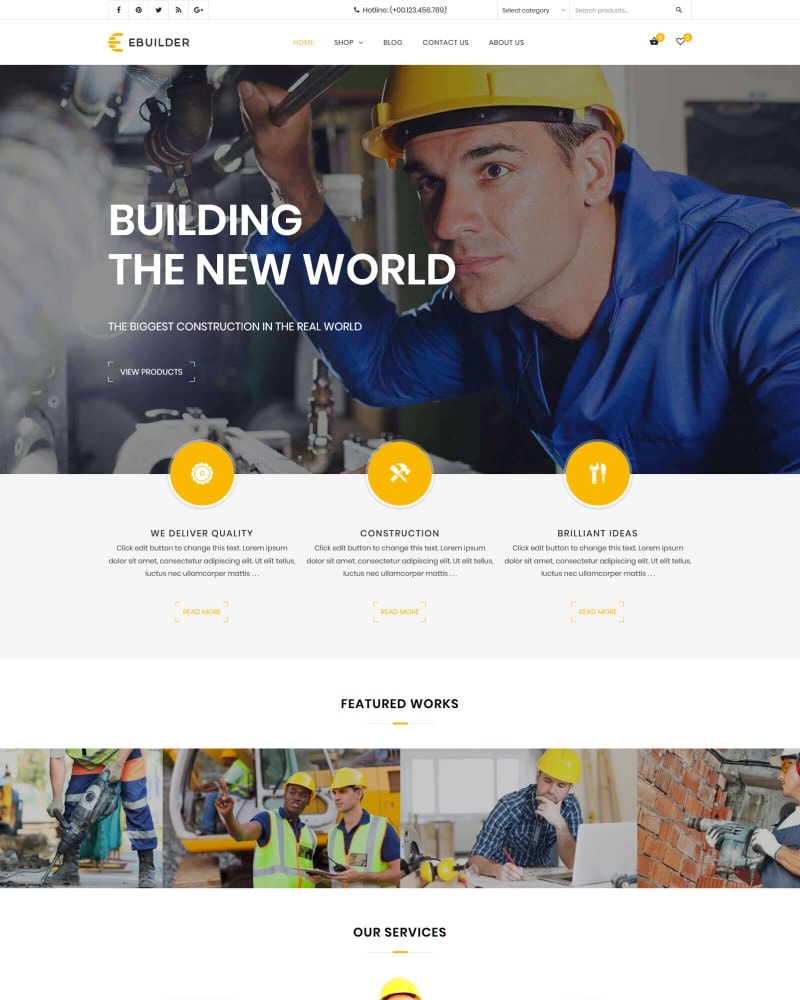 Hotline: (+00.123.456.789)
Select category
Search products...
EBUILDER
HOME
SHOP
BLOG
CONTACT US
ABOUT US
BUILDING
THE NEW WORLD
THE BIGGEST CONSTRUCTION IN THE REAL WORLD
VIEW PRODUCTS
WE DELIVER QUALITY
Click edit button to change this text. Lorem ipsum
dolor sit amet, consectetur adipiscing elit. Ut elit tellus,
luctus nec ullamcorper mattis . . .
READ MORE
CONSTRUCTION
Click edit button to change this text. Lorem ipsum
dolor sit amet, consectetur adipiscing elit. Ut elit tellus,
luctus nec ullamcorper mattis . . .
READ MORE
BRILLIANT IDEAS
Click edit button to change this text. Lorem ipsum
dolor sit amet, consectetur adipiscing elit. Ut elit tellus,
luctus nec ullamcorper mattis . . .
READ MORE
FEATURED WORKS
OUR SERVICES